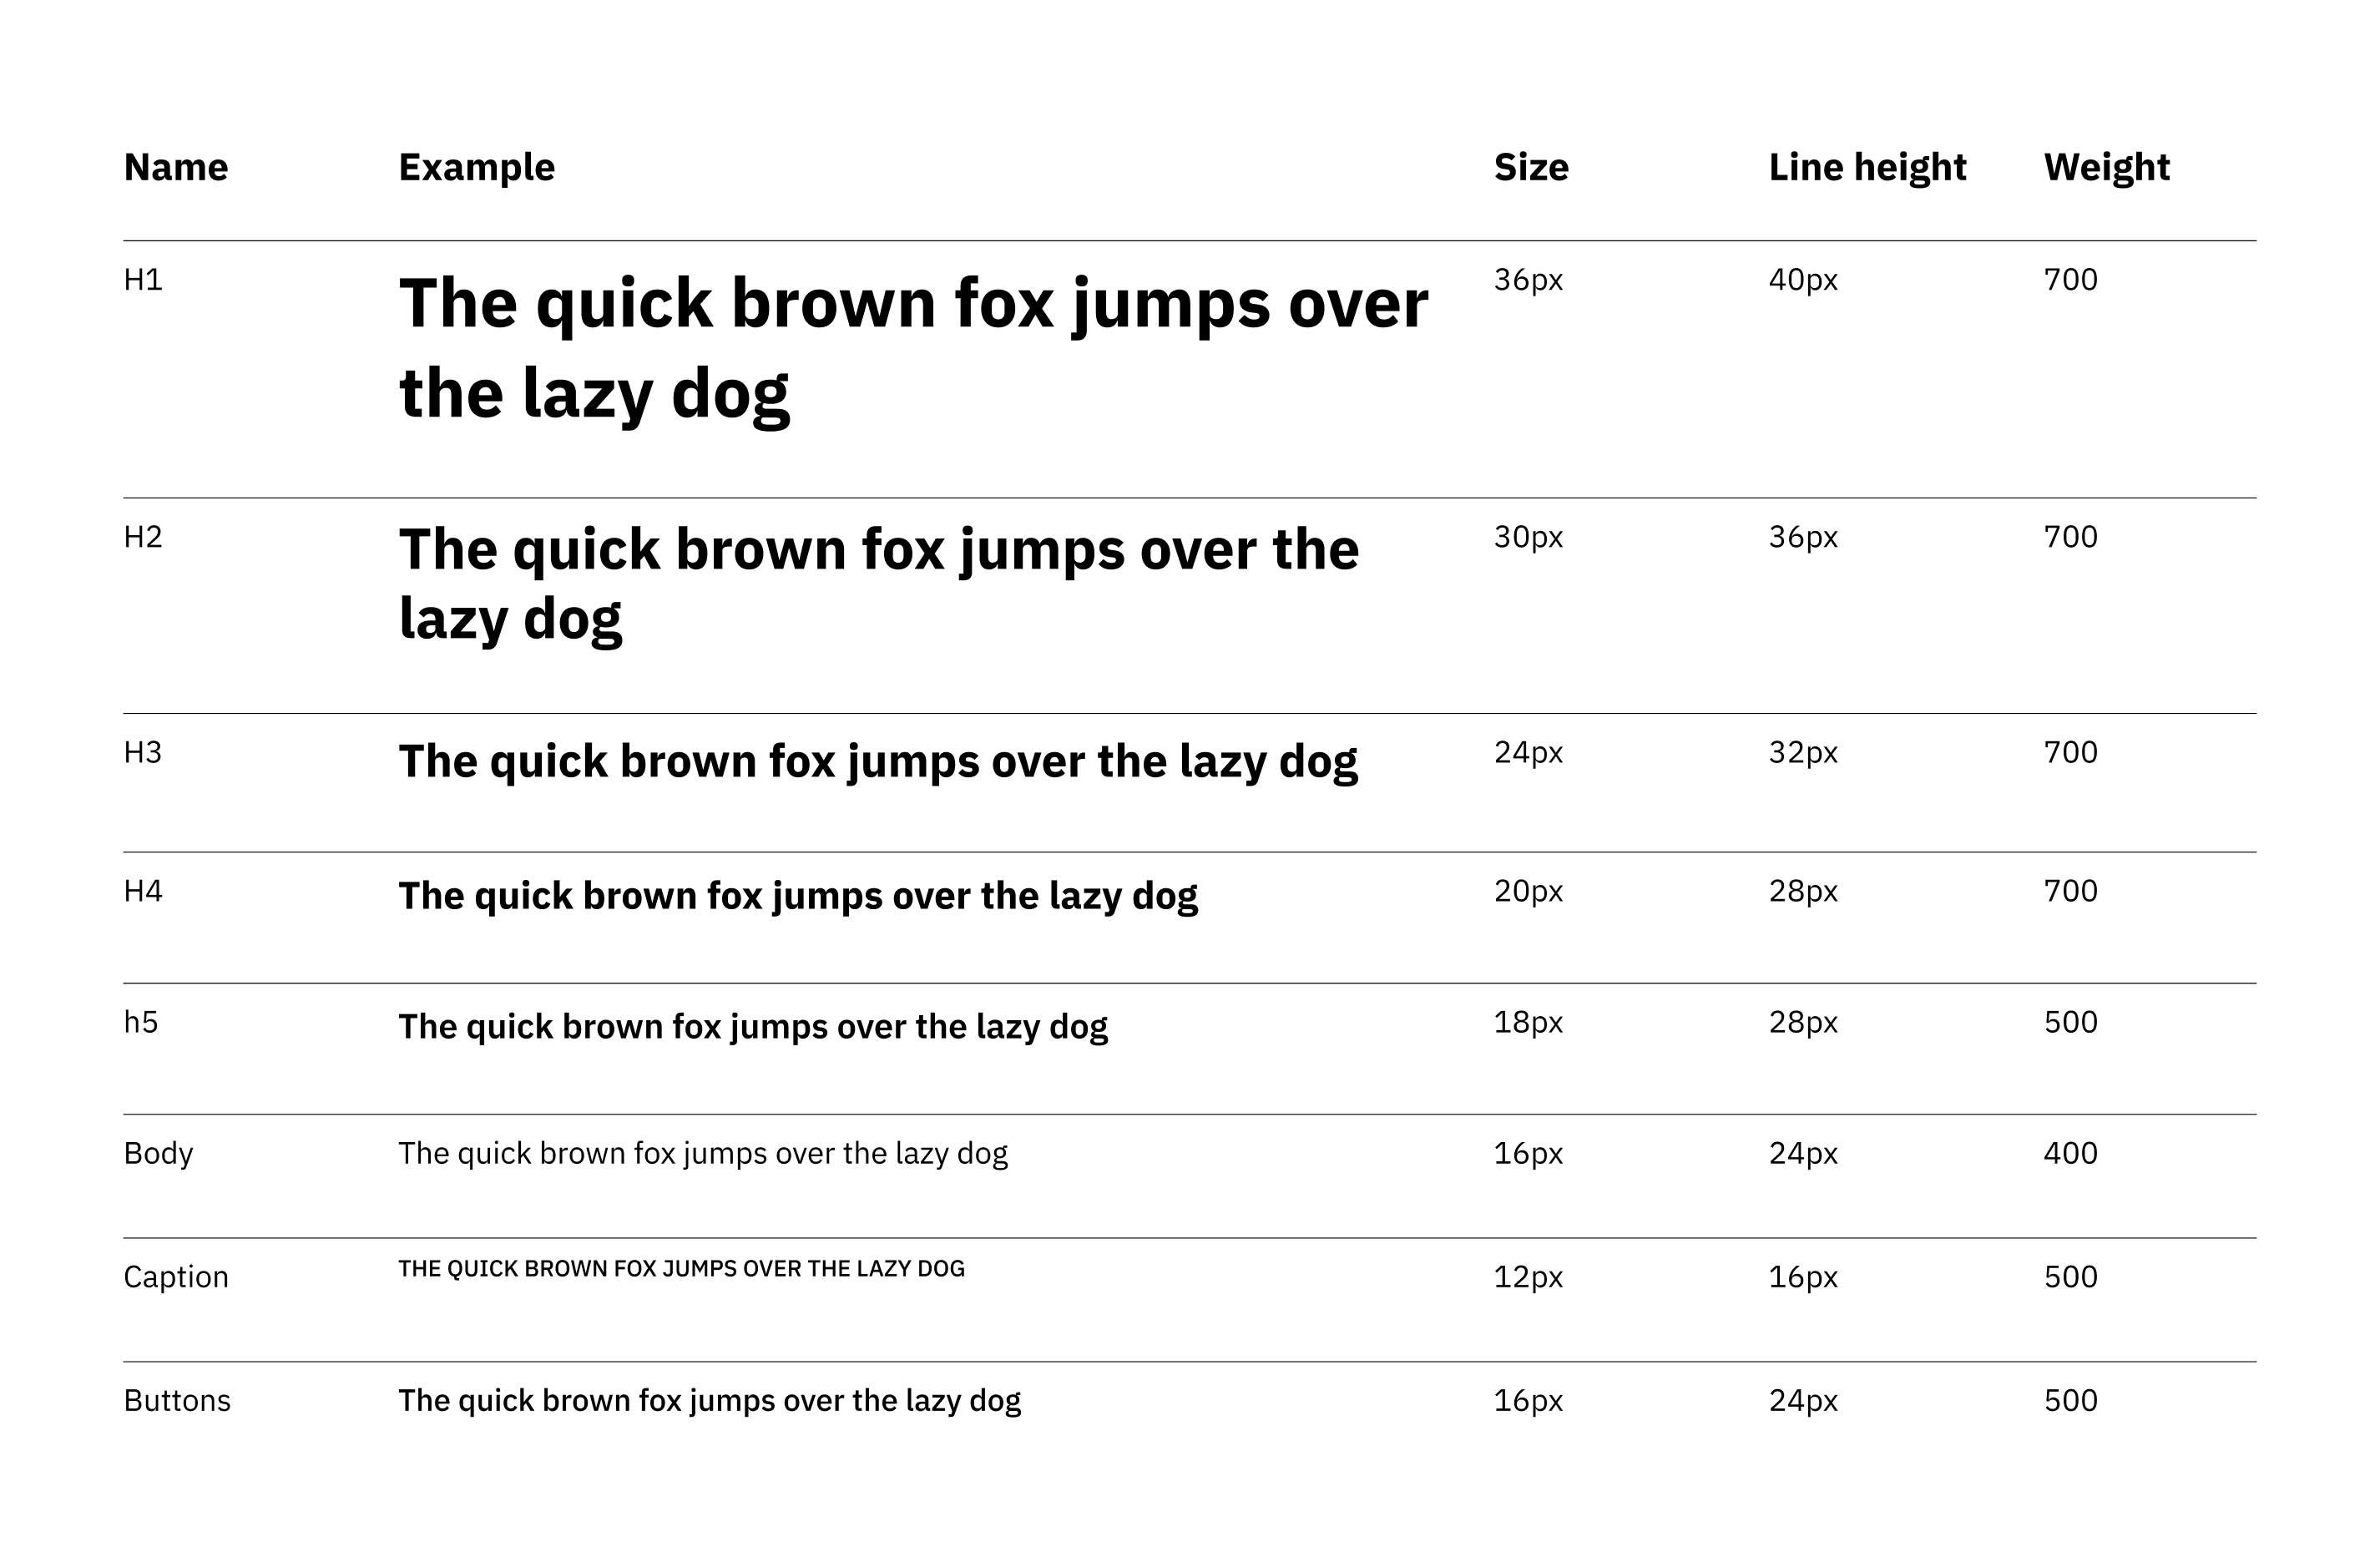 Name Example Size Line height Weight
H1 The quick brown fox jumps over 36px 40px 700
the lazy dog
H2 The quick brown fox jumps over the 30px 36px 700
lazy dog
H3 The quick brown fox jumps over the lazy dog 24px 32px 700
H4 The quick brown fox jumps over the lazy dog 20px 28px 700
h5 The quick brown fox jumps over the lazy dog 18px 28px 500
Body The quick brown fox jumps over the lazy dog 16px 24px 400
Caption THE QUICK BROWN FOX JUMPS OVER THE LAZY DOG 12px 16px 500
Buttons The quick brown fox jumps over the lazy dog 16px 24px 500